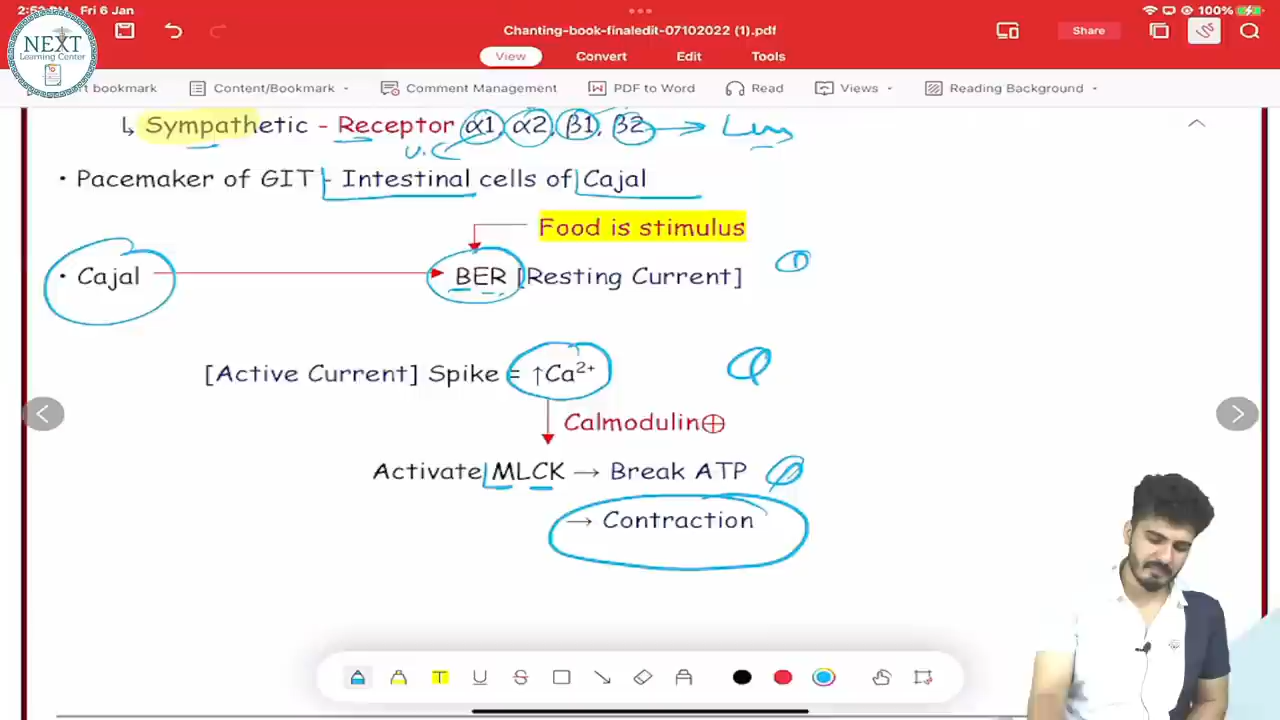 2:5 Fri 6 Jan
100%
NEXT
Learning Center
Chanting-book-finaledit-07102022 (1).pdf
Share
View Convert Edit Tools
bookmark Content/Bookmark Comment Management PDF to Word Read Views Reading Background
↳ Sympathetic - Receptor α1, α2, β1, β2
• Pacemaker of GIT - Intestinal cells of Cajal
Food is stimulus
• Cajal BER [Resting Current]
[Active Current] Spike = ↑Ca²⁺
Calmodulin⊕
Activate MLCK → Break ATP
→ Contraction